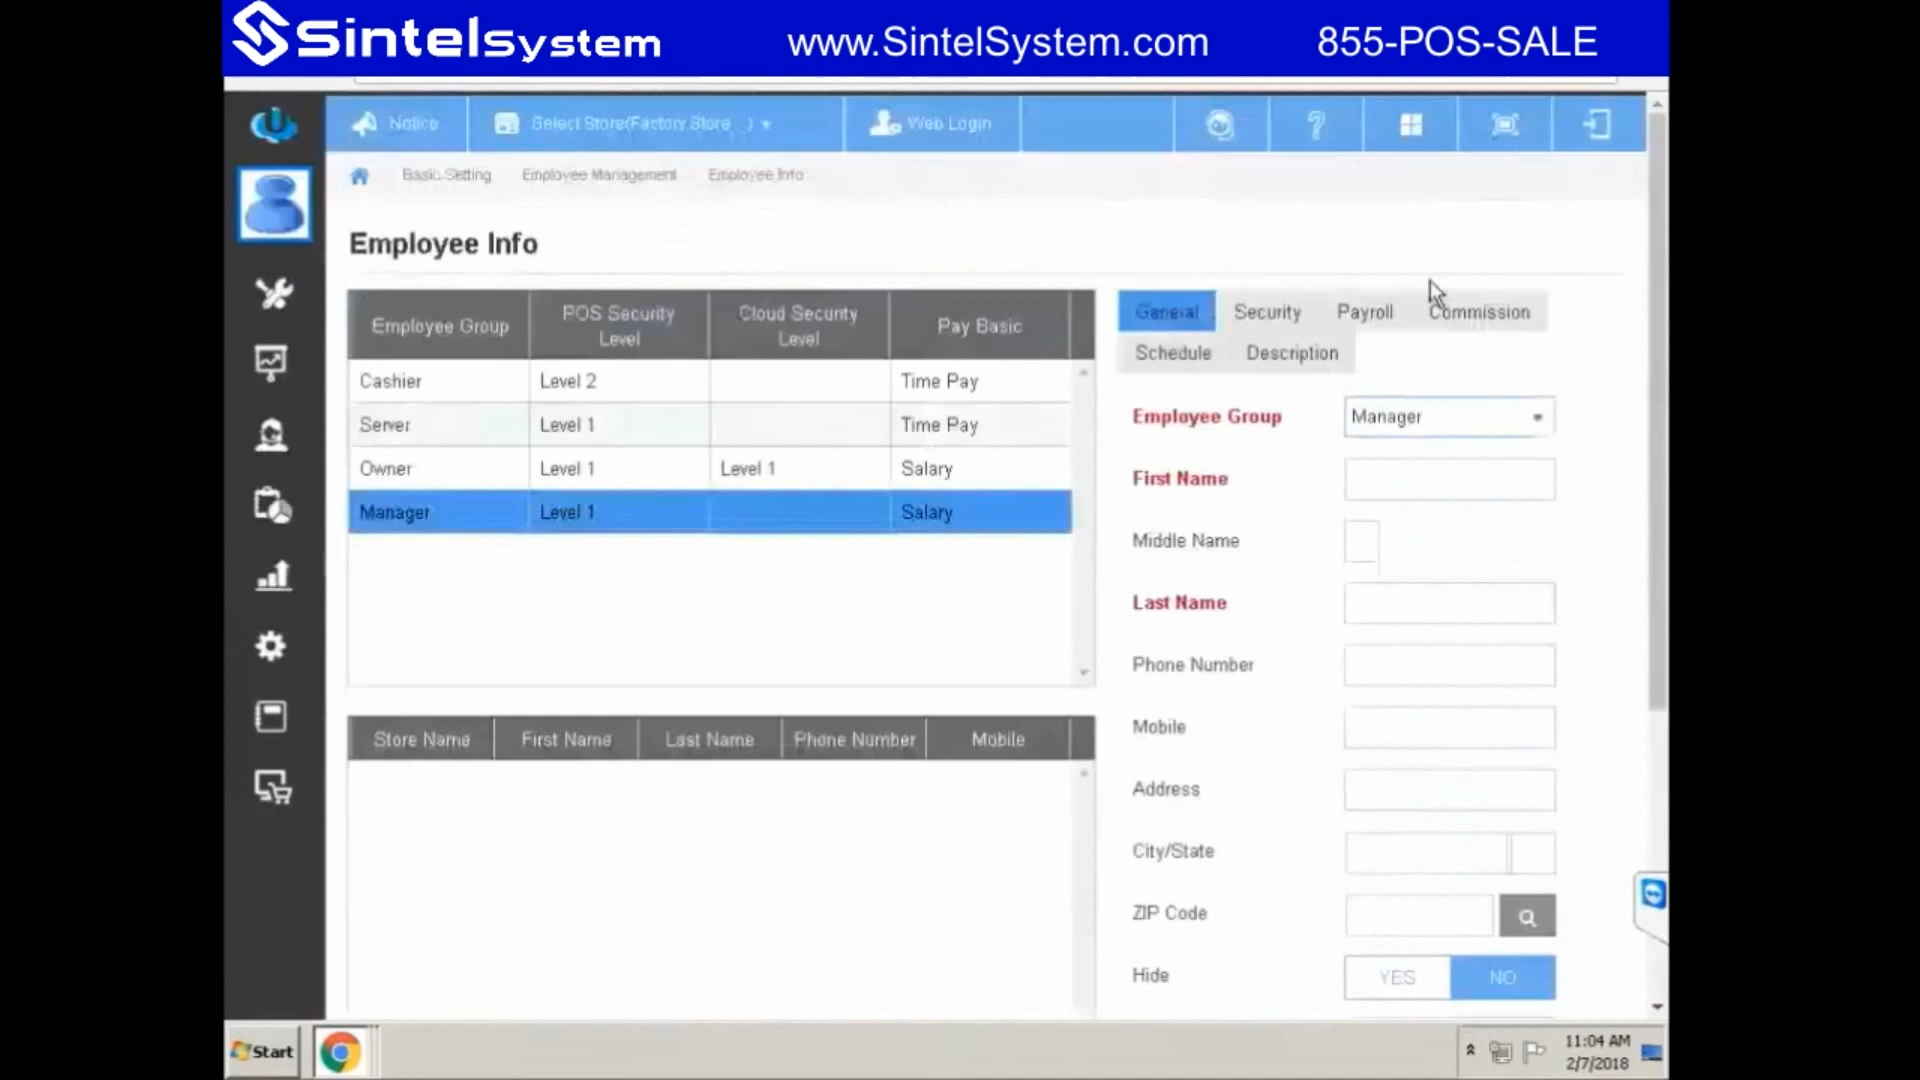 Sintelsystem www.SintelSystem.com 855-POS-SALE
Notice Select Store(Factory Store ...) Web Login
Basic Setting Employee Management Employee Info
Employee Info
Employee Group POS Security Level Cloud Security Level Pay Basic
Cashier Level 2 Time Pay
Server Level 1 Time Pay
Owner Level 1 Level 1 Salary
Manager Level 1 Salary
Store Name First Name Last Name Phone Number Mobile
General Security Payroll Commission
Schedule Description
Employee Group Manager
First Name
Middle Name
Last Name
Phone Number
Mobile
Address
City/State
ZIP Code
Hide YES NO
Start
11:04 AM
2/7/2018